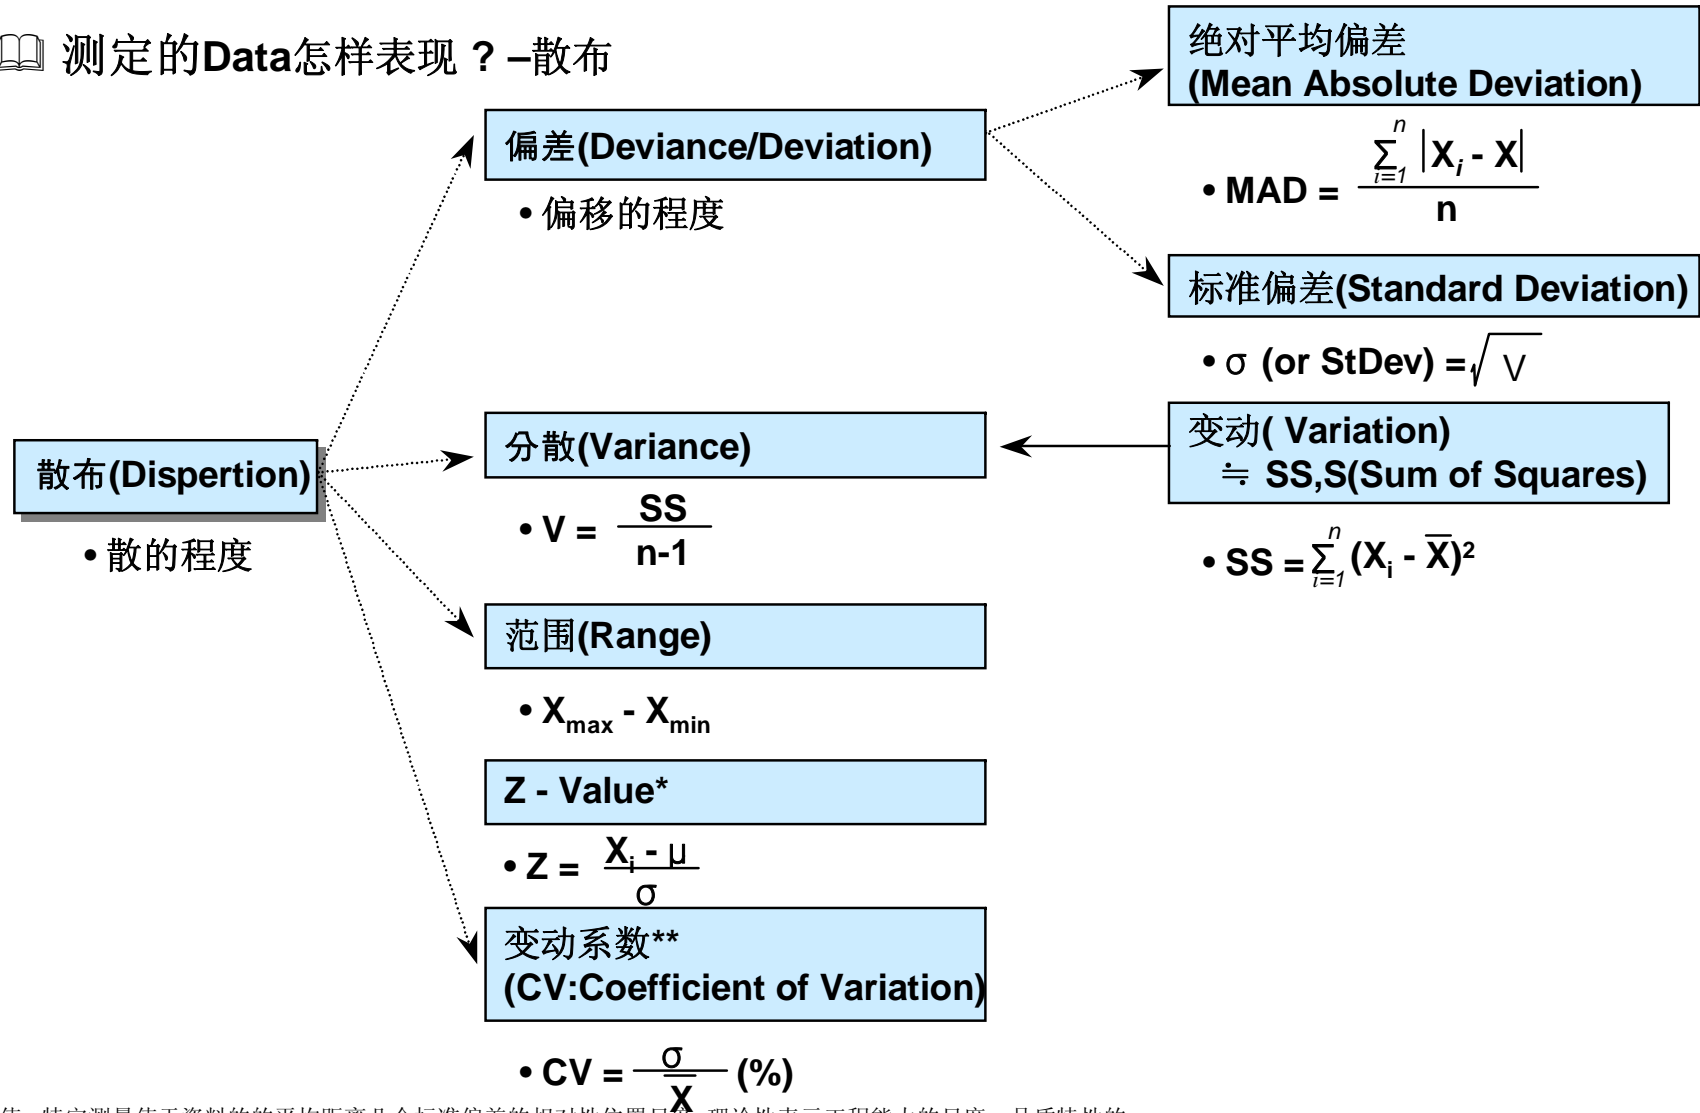 测定的Data怎样表现 ? –散布
绝对平均偏差
(Mean Absolute Deviation)
• MAD = n Σ i=1 |Xi - X| n
偏差(Deviance/Deviation)
• 偏移的程度
标准偏差(Standard Deviation)
• σ (or StDev) = √ V
分散(Variance)
• V = SS n-1
变动( Variation)
≒ SS,S(Sum of Squares)
• SS = n Σ i=1 (Xi - X̅)²
散布(Dispertion)
• 散的程度
范围(Range)
• Xmax - Xmin
Z - Value*
• Z = Xi - μ σ
变动系数**
(CV:Coefficient of Variation)
• CV = σ X̅ (%)